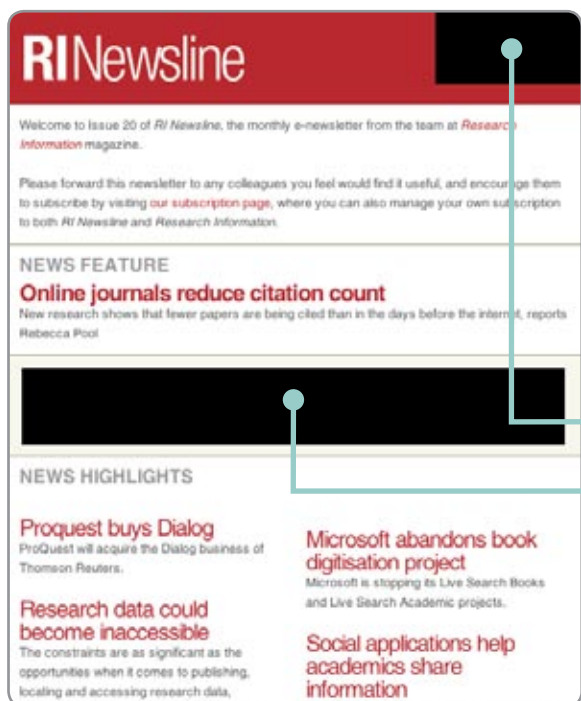 RINewsline
Welcome to Issue 20 of RI Newsline, the monthly e-newsletter from the team at Research
Information magazine.
Please forward this newsletter to any colleagues you feel would find it useful, and encourage them
to subscribe by visiting our subscription page, where you can also manage your own subscription
to both RI Newsline and Research Information.
NEWS FEATURE
Online journals reduce citation count
New research shows that fewer papers are being cited than in the days before the internet, reports
Rebecca Pool
NEWS HIGHLIGHTS
Proquest buys Dialog
ProQuest will acquire the Dialog business of
Thomson Reuters.
Research data could
become inaccessible
The constraints are as significant as the
opportunities when it comes to publishing,
locating and accessing research data,
Microsoft abandons book
digitisation project
Microsoft is stopping its Live Search Books
and Live Search Academic projects.
Social applications help
academics share
information